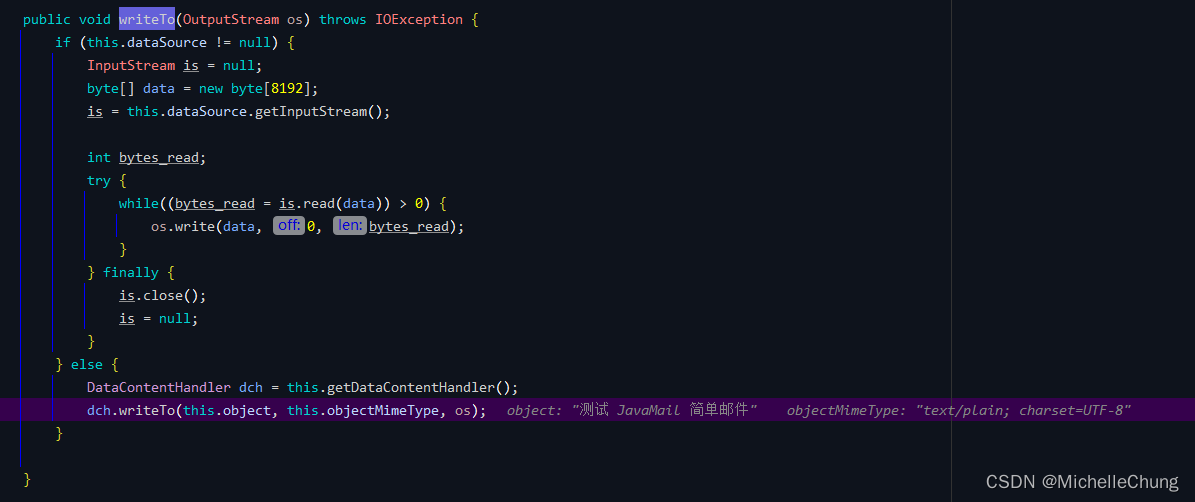 public void writeTo(OutputStream os) throws IOException {
    if (this.dataSource != null) {
        InputStream is = null;
        byte[] data = new byte[8192];
        is = this.dataSource.getInputStream();

        int bytes_read;
        try {
            while((bytes_read = is.read(data)) > 0) {
                os.write(data, off: 0, len: bytes_read);
            }
        } finally {
            is.close();
            is = null;
        }
    } else {
        DataContentHandler dch = this.getDataContentHandler();
        dch.writeTo(this.object, this.objectMimeType, os);   object: "测试 JavaMail 简单邮件"    objectMimeType: "text/plain; charset=UTF-8"
    }

}
CSDN @MichelleChung